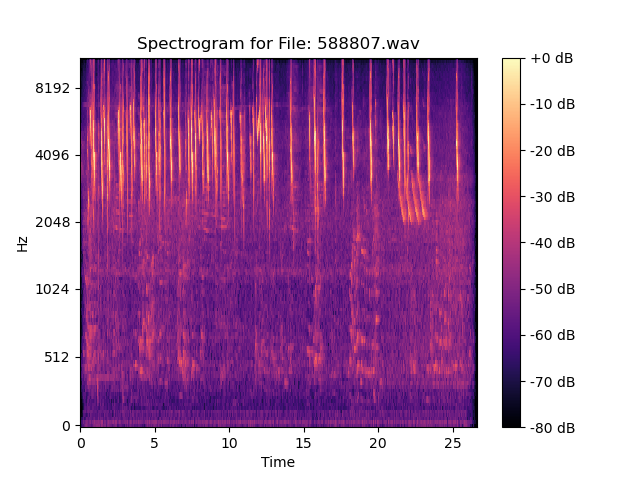 Spectrogram for File: 588807.wav
Hz
8192
4096
2048
1024
512
0
0 5 10 15 20 25
Time
+0 dB
-10 dB
-20 dB
-30 dB
-40 dB
-50 dB
-60 dB
-70 dB
-80 dB